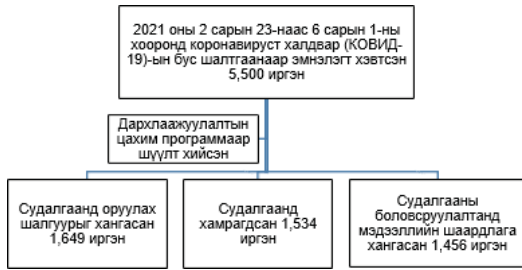 2021 оны 2 сарын 23-наас 6 сарын 1-ны
хооронд коронавируст халдвар (КОВИД-
19)-ын бус шалтгаанаар эмнэлэгт хэвтсэн
5,500 иргэн
Дархлаажуулалтын
цахим программаар
шүүлт хийсэн
Судалгаанд оруулах
шалгуурыг хангасан
1,649 иргэн
Судалгаанд
хамрагдсан 1,534
иргэн
Судалгааны
боловсруулалтанд
мэдээллийн шаардлага
хангасан 1,456 иргэн